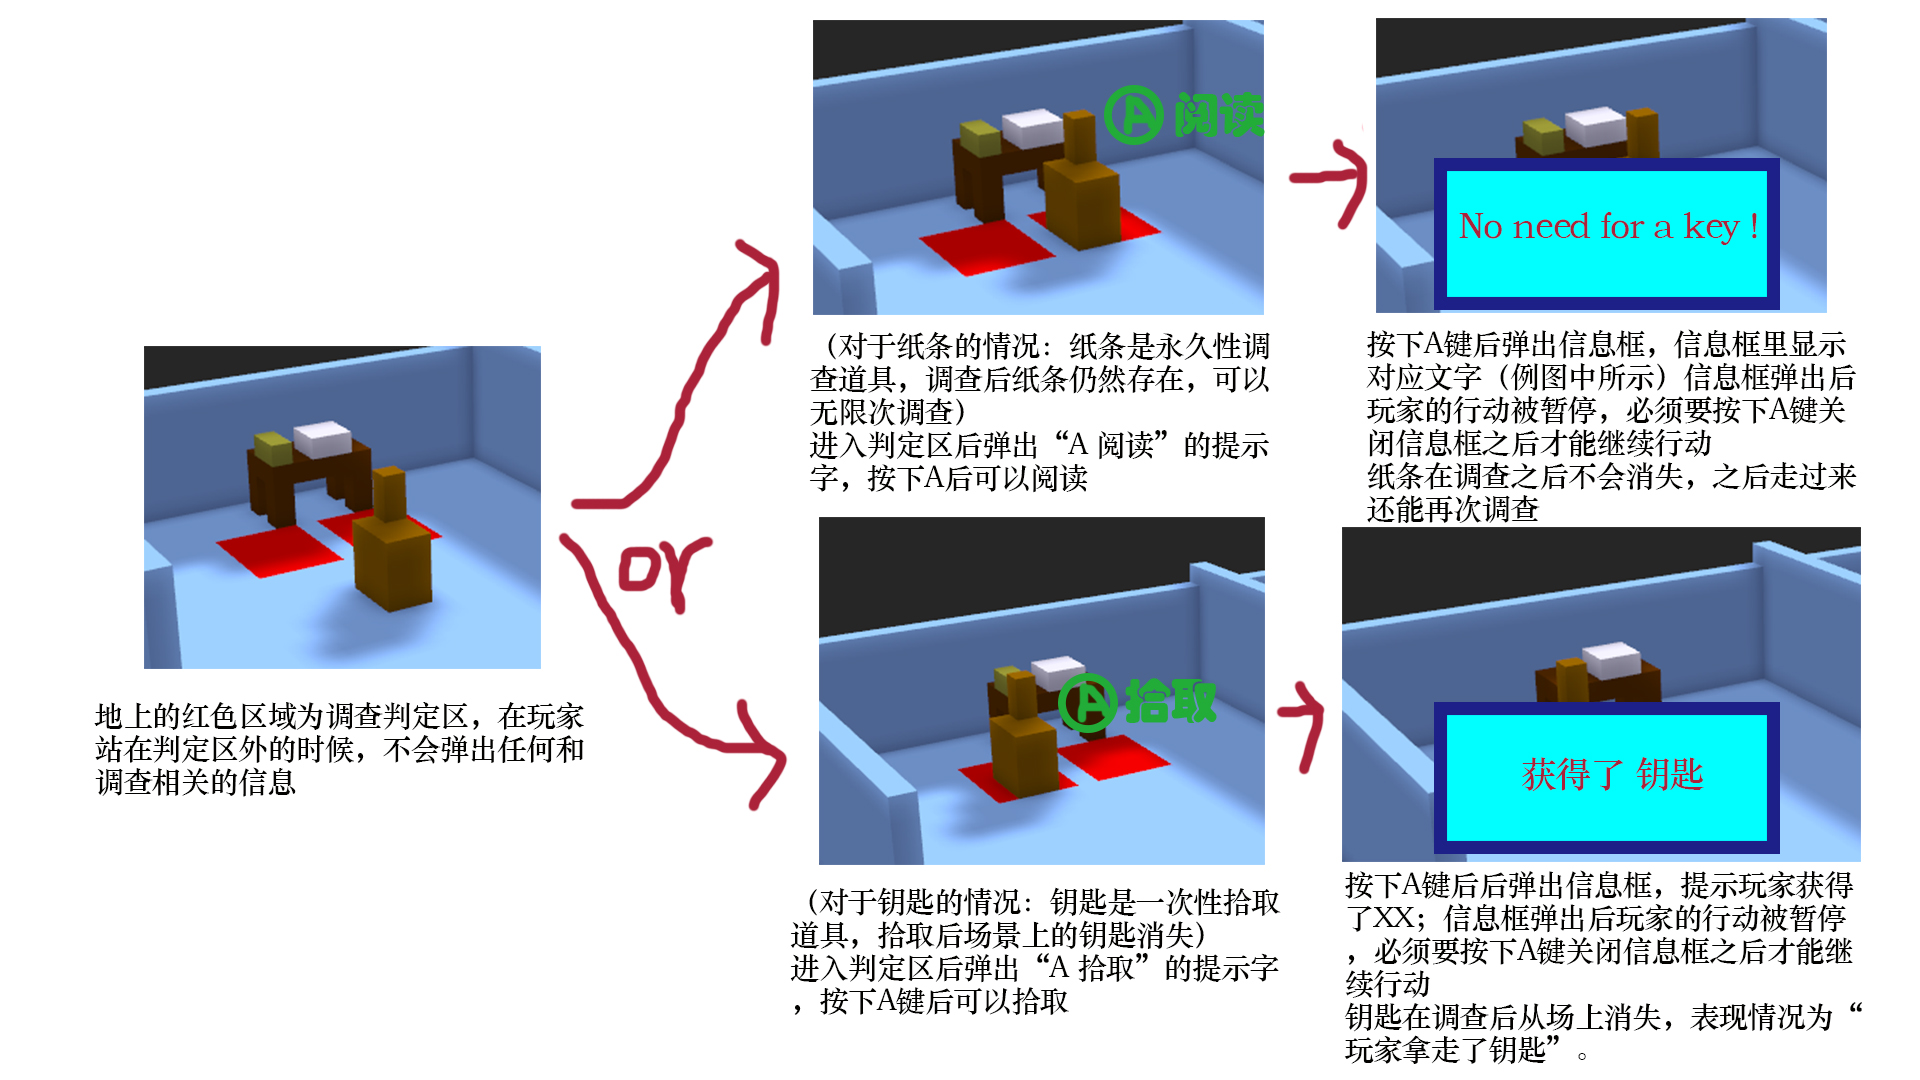 地上的红色区域为调查判定区，在玩家
站在判定区外的时候，不会弹出任何和
调查相关的信息
or
A 阅读
（对于纸条的情况：纸条是永久性调
查道具，调查后纸条仍然存在，可以
无限次调查）
进入判定区后弹出“A 阅读”的提示
字，按下A后可以阅读
No need for a key !
按下A键后弹出信息框，信息框里显示
对应文字（例图中所示）信息框弹出后
玩家的行动被暂停，必须要按下A键关
闭信息框之后才能继续行动
纸条在调查之后不会消失，之后走过来
还能再次调查
A 拾取
（对于钥匙的情况：钥匙是一次性拾取
道具，拾取后场景上的钥匙消失）
进入判定区后弹出“A 拾取”的提示字
，按下A键后可以拾取
获得了 钥匙
按下A键后后弹出信息框，提示玩家获得
了XX；信息框弹出后玩家的行动被暂停
，必须要按下A键关闭信息框之后才能继
续行动
钥匙在调查后从场上消失，表现情况为“
玩家拿走了钥匙”。